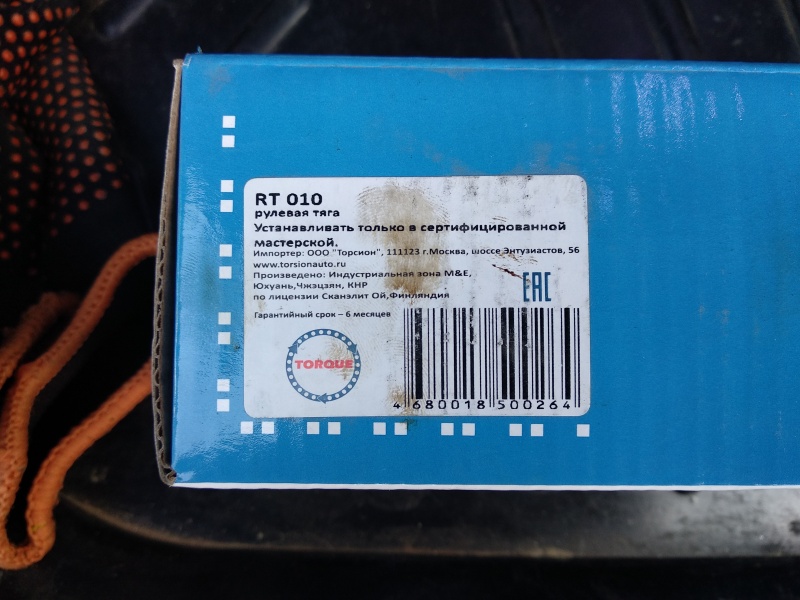 RT 010
рулевая тяга
Устанавливать только в сертифицированной
мастерской.
Импортер: ООО "Торсион", 111123 г.Москва, шоссе Энтузиастов, 56
www.torsionauto.ru
Произведено: Индустриальная зона M&E,
Юхуань,Чжэцзян, КНР
по лицензии Сканэлит Ой,Финляндия
EAC
Гарантийный срок – 6 месяцев
TORQUE
4 680018 500264